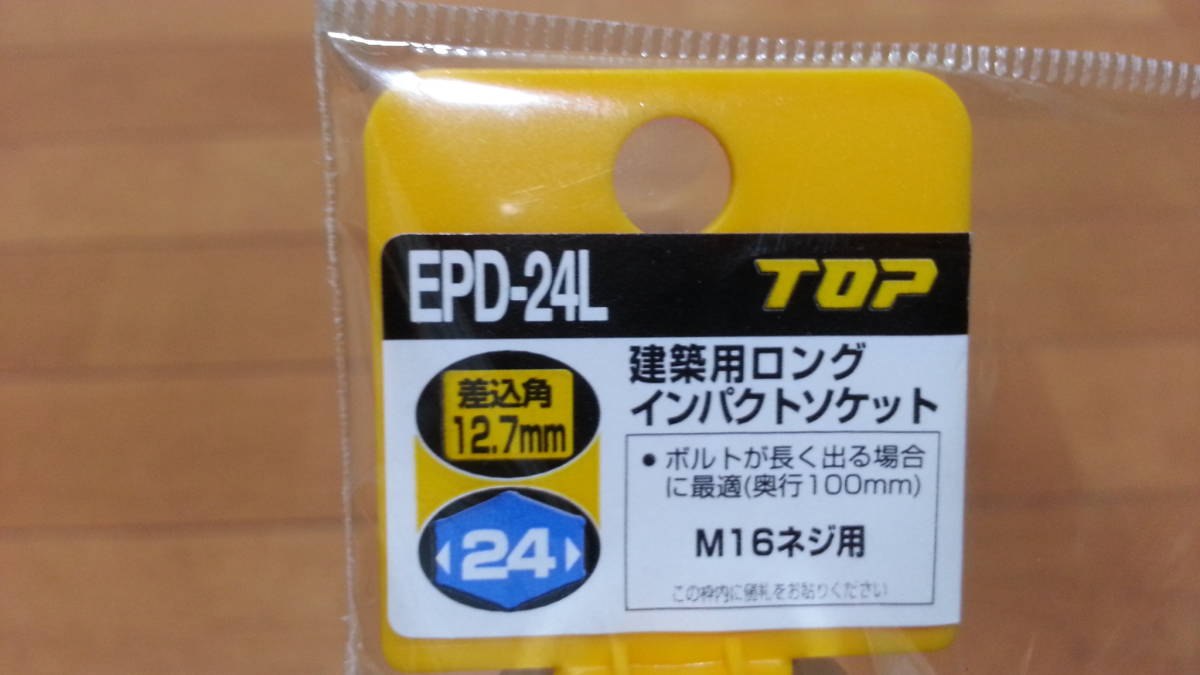 EPD-24L
TOP
差込角
12.7mm
24
建築用ロング
インパクトソケット
• ボルトが長く出る場合
に最適(奥行100mm)
M16ネジ用
この枠内に値札をお貼りください